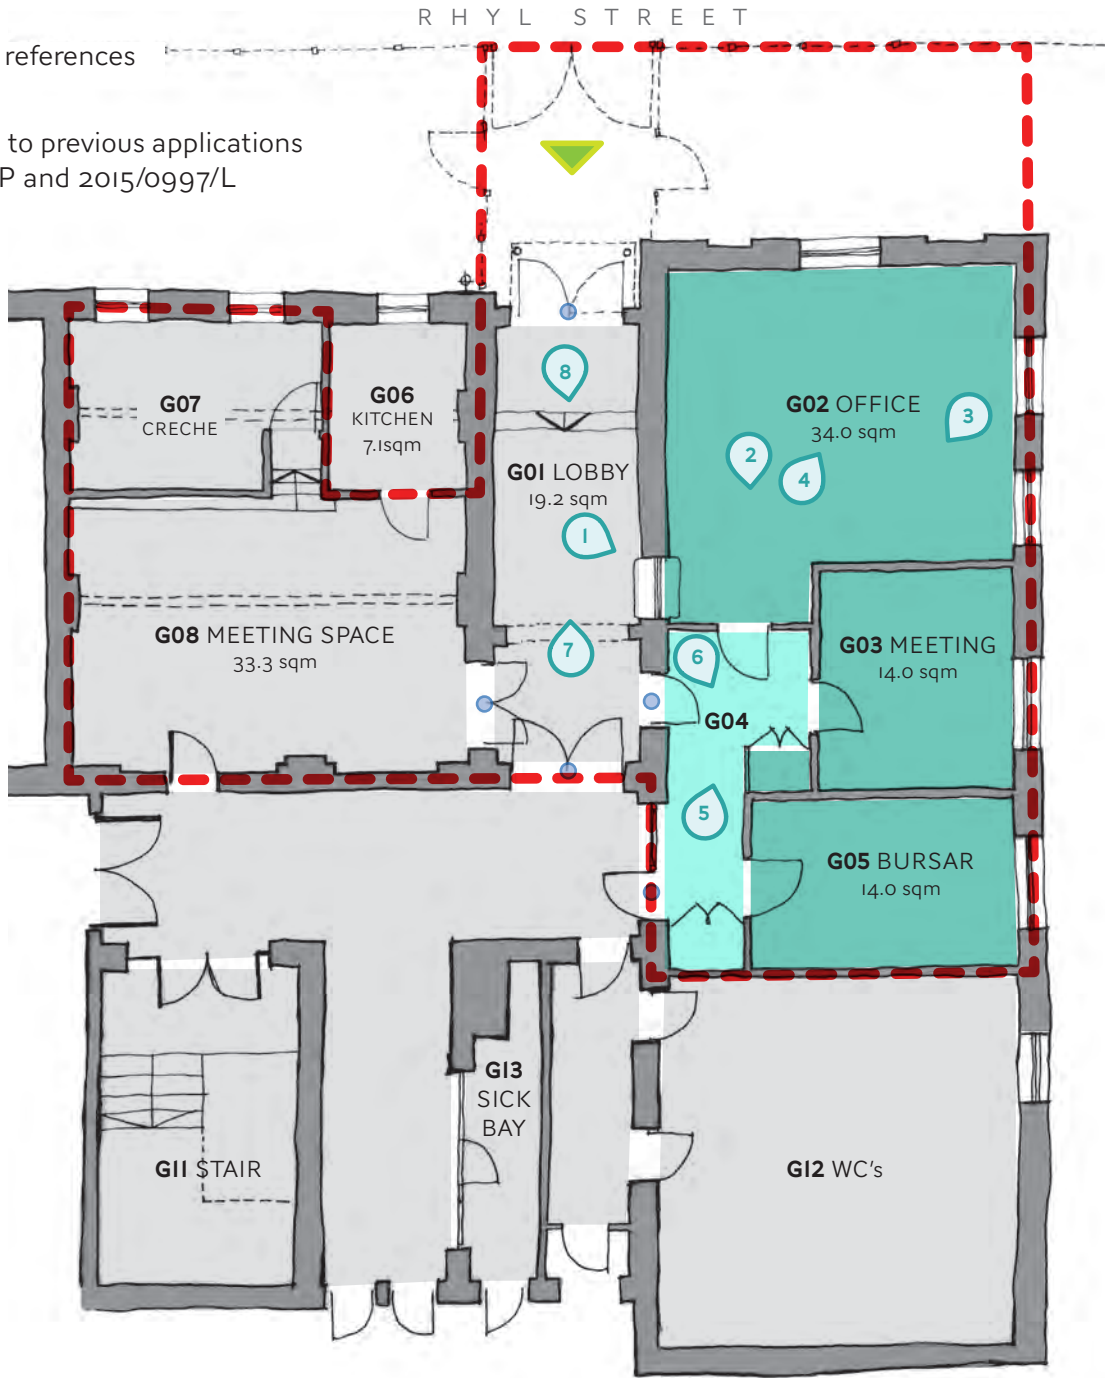 RHYL STREET
references
to previous applications
P and 2015/0997/L
8
G07
CRECHE
G06
KITCHEN
7.1sqm
G02 OFFICE
34.0 sqm
3
G01 LOBBY
19.2 sqm
2
4
1
G08 MEETING SPACE
33.3 sqm
7
6
G03 MEETING
14.0 sqm
G04
5
G05 BURSAR
14.0 sqm
G13
SICK
BAY
G11 STAIR
G12 WC's